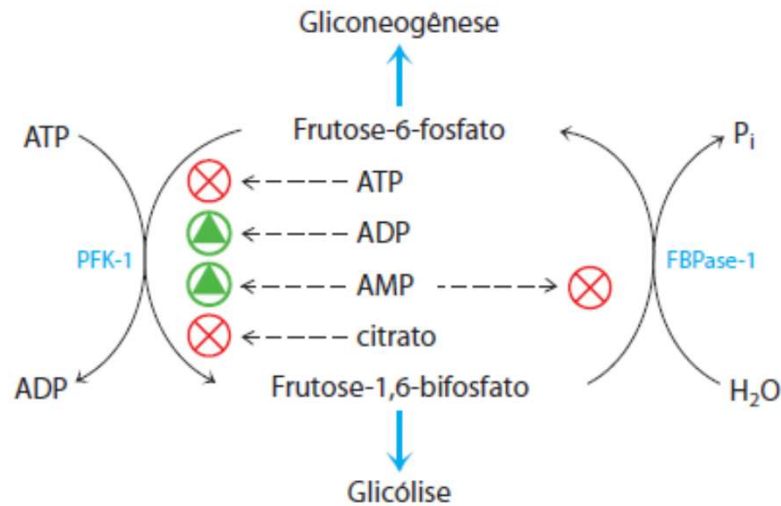 Gliconeogênese
ATP
Frutose-6-fosfato
Pi
ATP
ADP
PFK-1
AMP
FBPase-1
citrato
ADP
Frutose-1,6-bifosfato
H2O
Glicólise